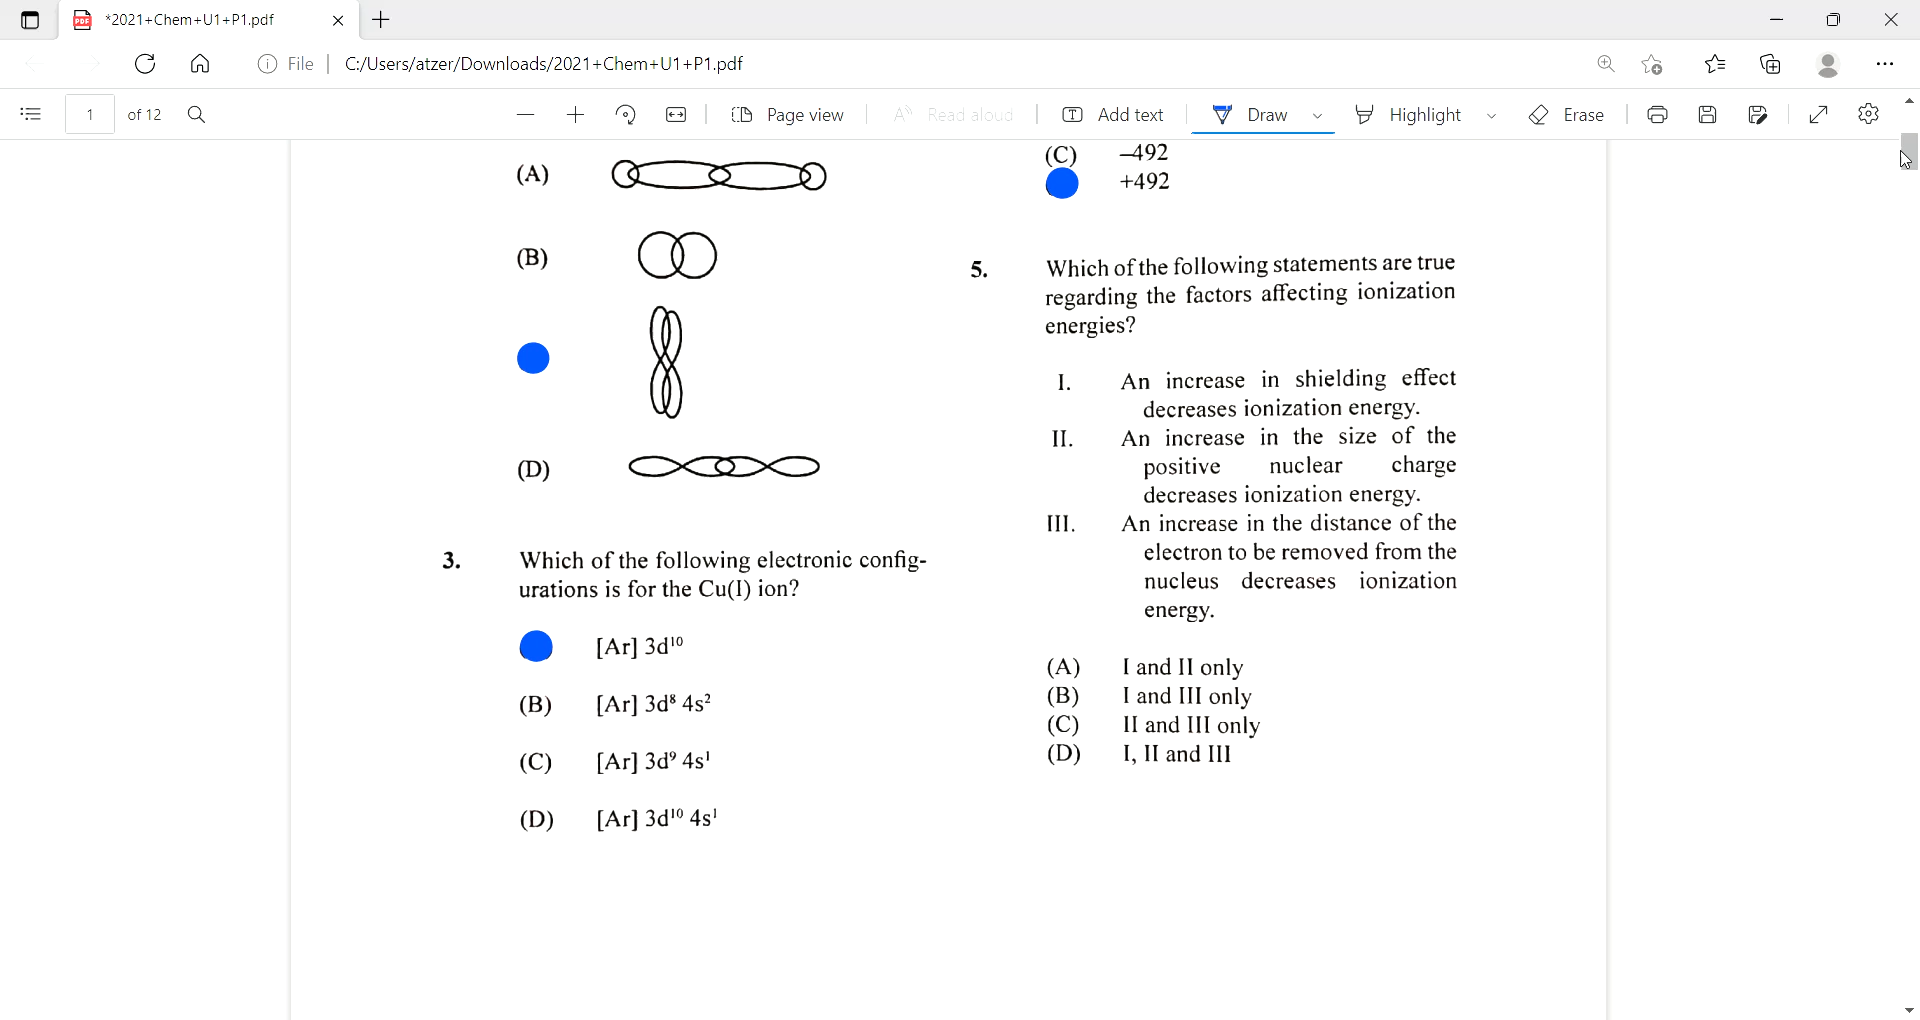 *2021+Chem+U1+P1.pdf
File
C:/Users/atzer/Downloads/2021+Chem+U1+P1.pdf
1 of 12
Page view
Read aloud
Add text
Draw
Highlight
Erase
(A)
(B)
(D)
3. Which of the following electronic config-
urations is for the Cu(I) ion?
[Ar] 3d¹⁰
(B) [Ar] 3d⁸ 4s²
(C) [Ar] 3d⁹ 4s¹
(D) [Ar] 3d¹⁰ 4s¹
(C) –492
+492
5. Which of the following statements are true
regarding the factors affecting ionization
energies?
I. An increase in shielding effect
decreases ionization energy.
II. An increase in the size of the
positive nuclear charge
decreases ionization energy.
III. An increase in the distance of the
electron to be removed from the
nucleus decreases ionization
energy.
(A) I and II only
(B) I and III only
(C) II and III only
(D) I, II and III